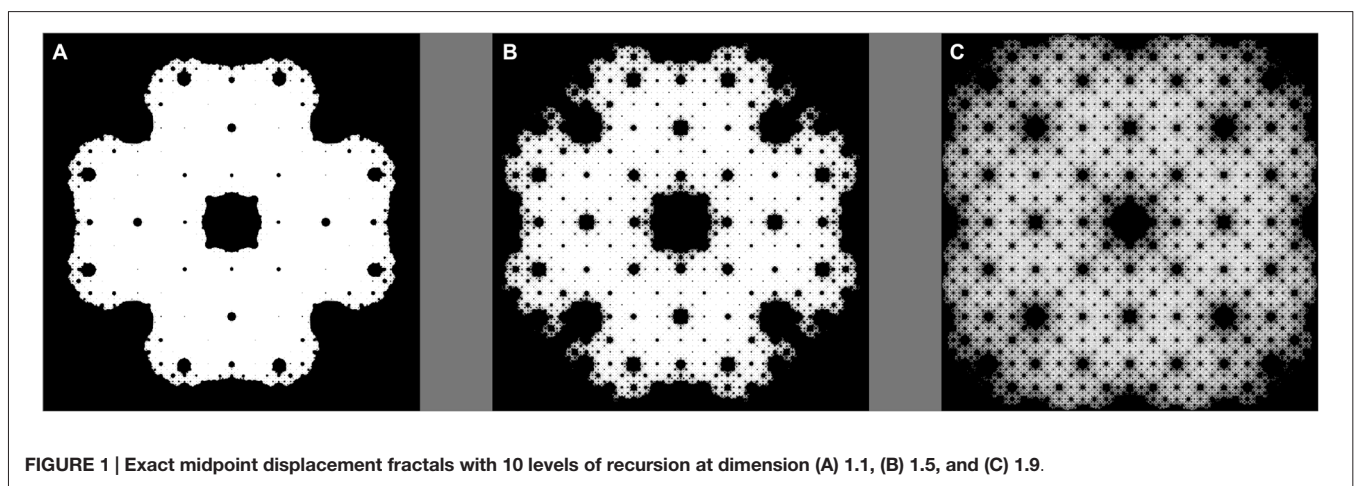 A
B
C
FIGURE 1 | Exact midpoint displacement fractals with 10 levels of recursion at dimension (A) 1.1, (B) 1.5, and (C) 1.9.